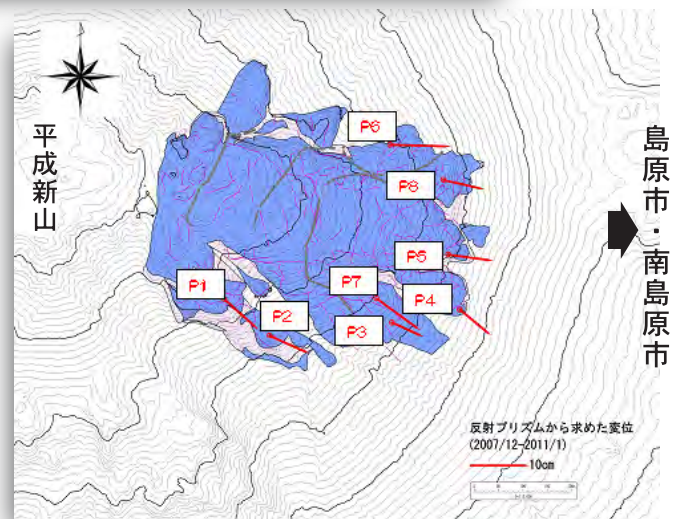 平成新山
P6
P8
P1
P2
P7
P5
P4
P3
島原市・南島原市
反射プリズムから求めた変位
(2007/12-2011/1)
10cm